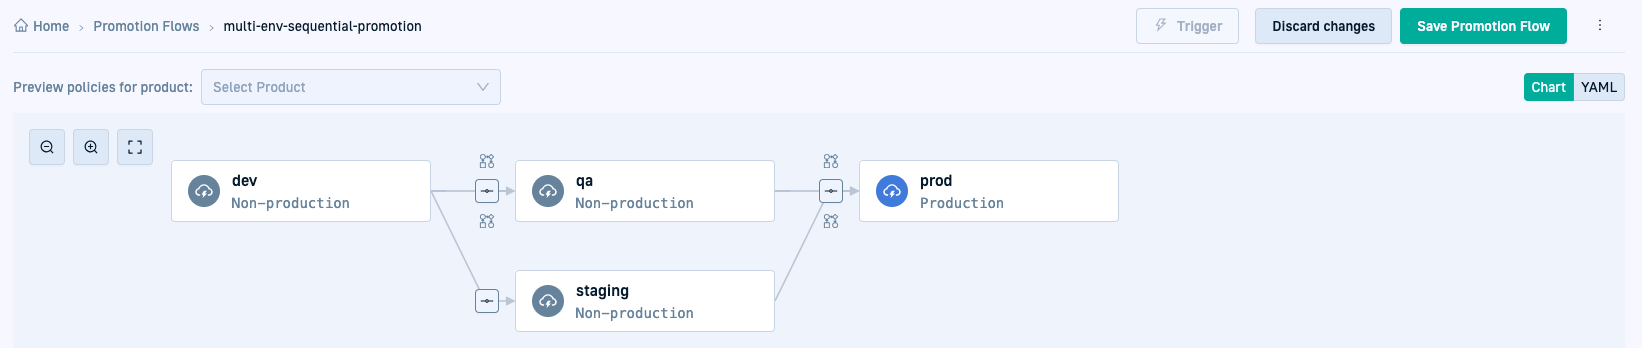 Home > Promotion Flows > multi-env-sequential-promotion
Trigger
Discard changes
Save Promotion Flow
Preview policies for product: Select Product
Chart YAML
dev
Non-production
qa
Non-production
prod
Production
staging
Non-production